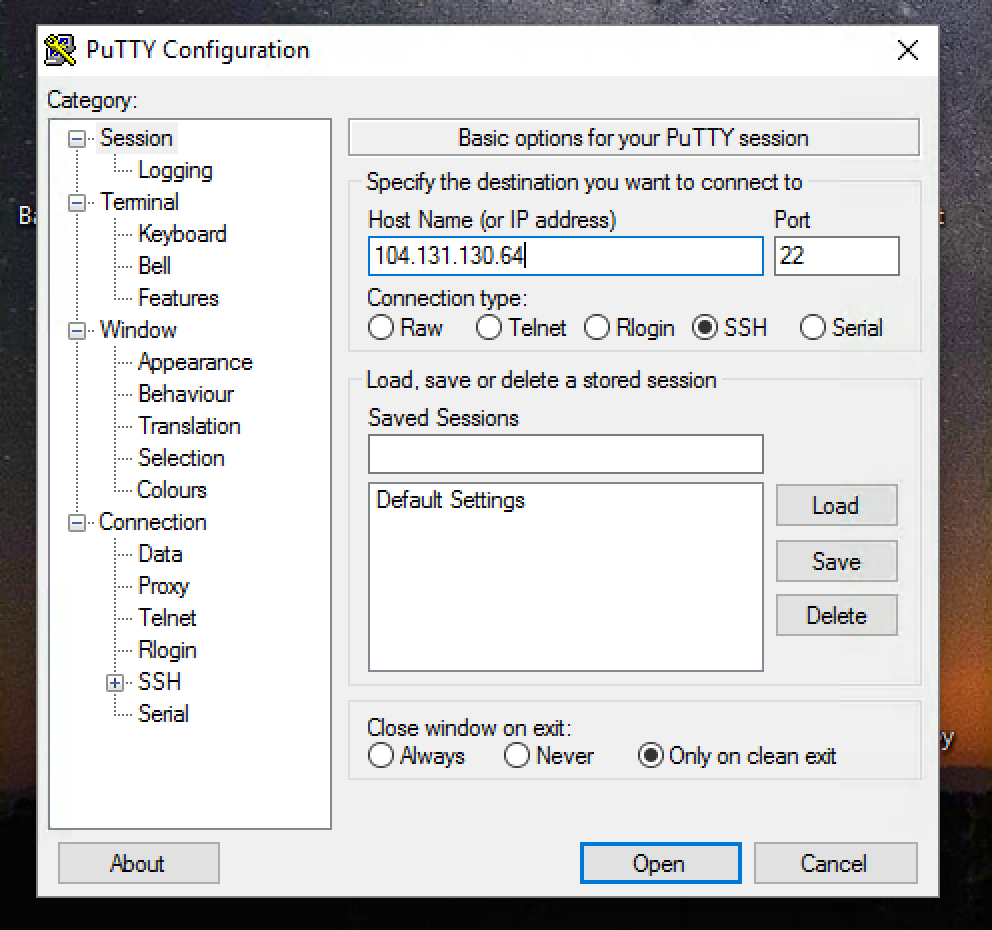 PuTTY Configuration
Category:
Session
Logging
Terminal
Keyboard
Bell
Features
Window
Appearance
Behaviour
Translation
Selection
Colours
Connection
Data
Proxy
Telnet
Rlogin
SSH
Serial
Basic options for your PuTTY session
Specify the destination you want to connect to
Host Name (or IP address) Port
104.131.130.64 22
Connection type:
Raw Telnet Rlogin SSH Serial
Load, save or delete a stored session
Saved Sessions
Default Settings
Load
Save
Delete
Close window on exit:
Always Never Only on clean exit
About Open Cancel